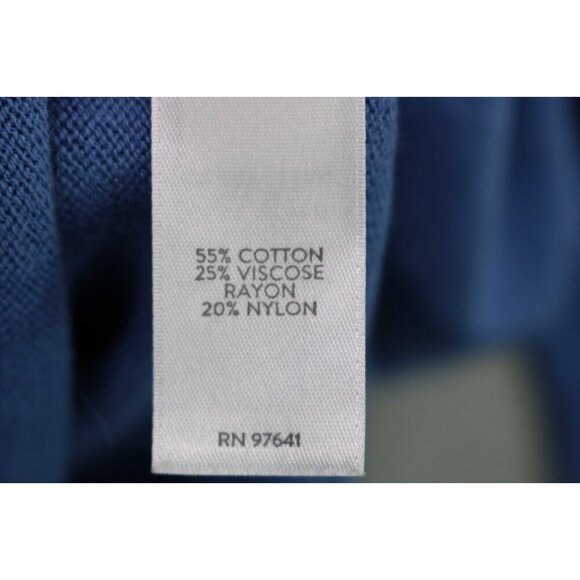 55% COTTON
25% VISCOSE
RAYON
20% NYLON
RN 97641